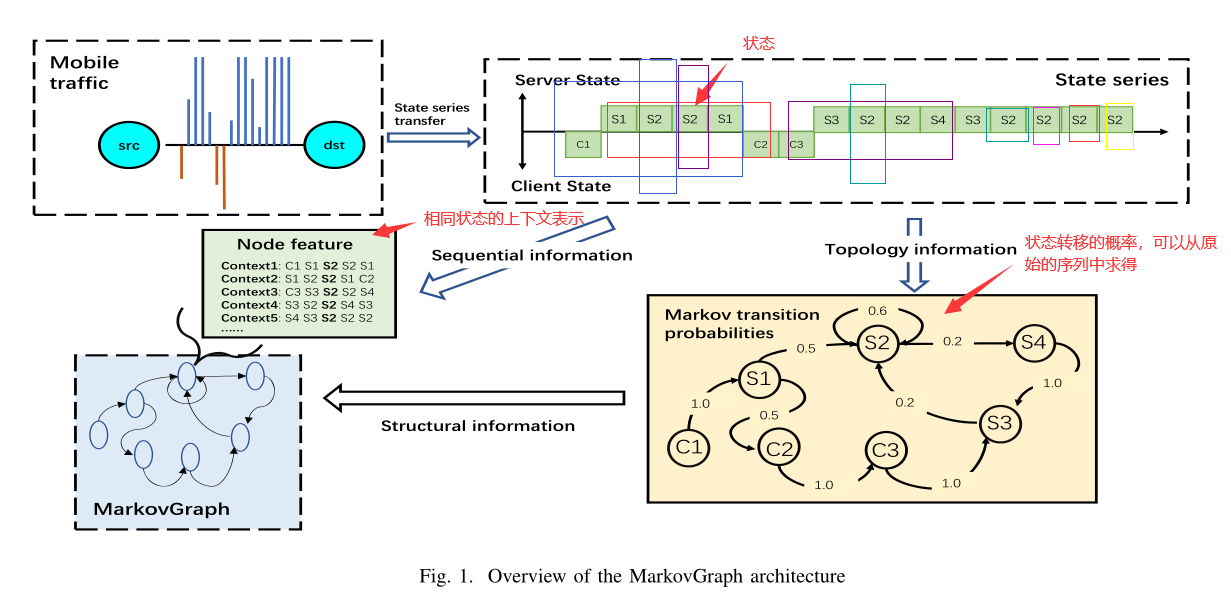 Mobile
traffic
src
dst
State series
transfer
状态
Server State
State series
S1 S2 S2 S1 S3 S2 S2 S4 S3 S2 S2 S2 S2
C1 C2 C3
Client State
相同状态的上下文表示
Node feature
Context1: C1 S1 S2 S2 S1
Context2: S1 S2 S2 S1 C2
Context3: C3 S3 S2 S2 S4
Context4: S3 S2 S2 S4 S3
Context5: S4 S3 S2 S2 S2
......
Sequential information
Topology information
状态转移的概率，可以从原
始的序列中求得
Markov transition
probabilities
0.6
S2
0.2
S4
0.5
S1
1.0
1.0
0.5
0.2
S3
C1
C2
C3
1.0
1.0
Structural information
MarkovGraph
Fig. 1. Overview of the MarkovGraph architecture